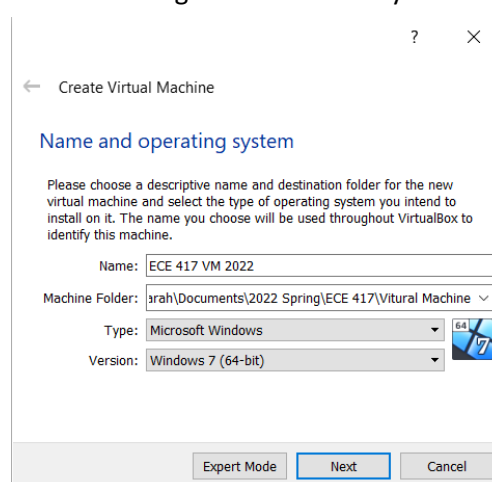 ?
Create Virtual Machine
Name and operating system
Please choose a descriptive name and destination folder for the new
virtual machine and select the type of operating system you intend to
install on it. The name you choose will be used throughout VirtualBox to
identify this machine.
Name: ECE 417 VM 2022
Machine Folder: arah\Documents\2022 Spring\ECE 417\Vitural Machine
Type: Microsoft Windows
64
7
Version: Windows 7 (64-bit)
Expert Mode Next Cancel